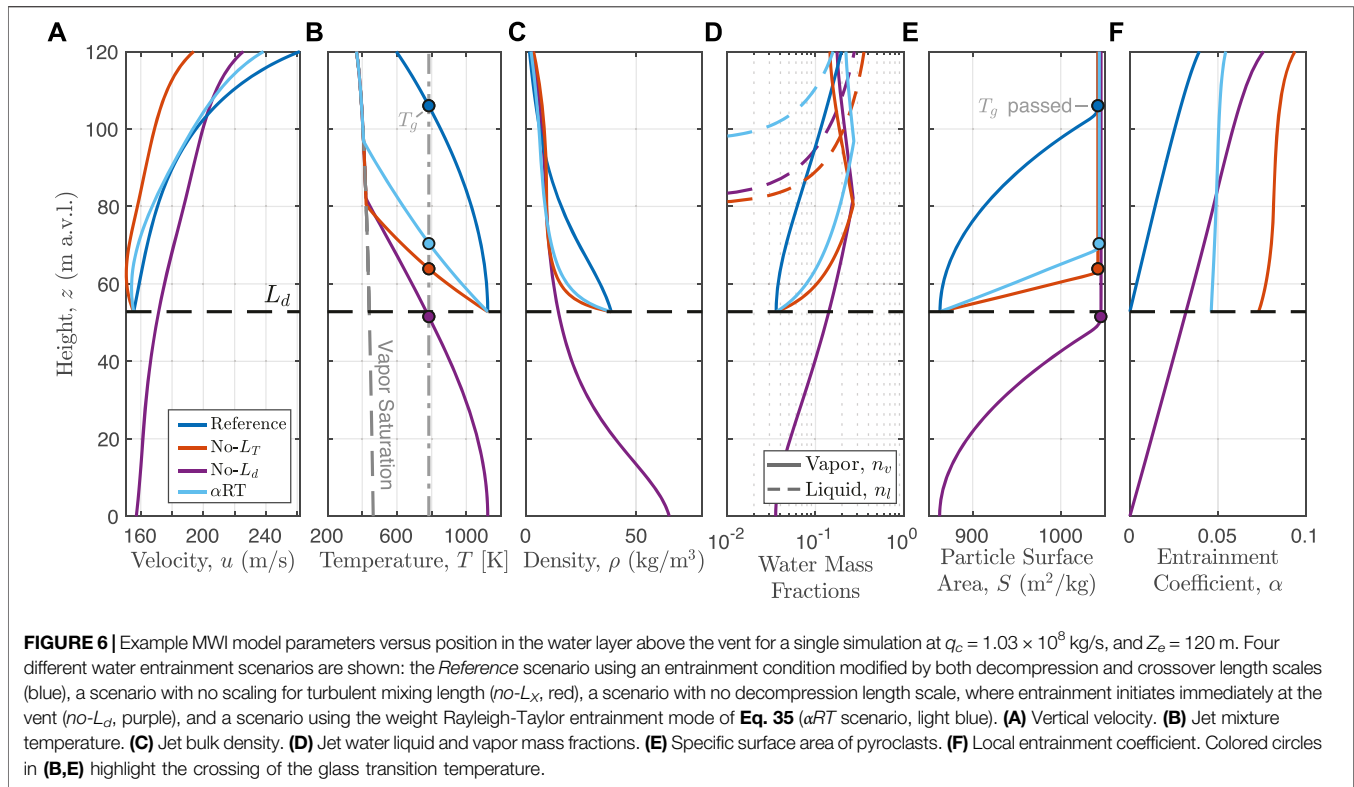 A B C D E F
120
100
80
60
40
20
0
Height, z (m a.v.l.)
L_d
Reference
No-L_T
No-L_d
αRT
160 200 240
Velocity, u (m/s)
T_g
Vapor Saturation
200 400 600 800 1000
Temperature, T [K]
0 50
Density, ρ (kg/m³)
Vapor, n_v
Liquid, n_l
10⁻² 10⁻¹ 10⁰
Water Mass
Fractions
T_g passed
900 1000
Particle Surface
Area, S (m²/kg)
0 0.05 0.1
Entrainment
Coefficient, α
FIGURE 6 | Example MWI model parameters versus position in the water layer above the vent for a single simulation at q_c = 1.03 × 10⁸ kg/s, and Z_e = 120 m. Four
different water entrainment scenarios are shown: the Reference scenario using an entrainment condition modified by both decompression and crossover length scales
(blue), a scenario with no scaling for turbulent mixing length (no-L_X, red), a scenario with no decompression length scale, where entrainment initiates immediately at the
vent (no-L_d, purple), and a scenario using the weight Rayleigh-Taylor entrainment mode of Eq. 35 (αRT scenario, light blue). (A) Vertical velocity. (B) Jet mixture
temperature. (C) Jet bulk density. (D) Jet water liquid and vapor mass fractions. (E) Specific surface area of pyroclasts. (F) Local entrainment coefficient. Colored circles
in (B,E) highlight the crossing of the glass transition temperature.